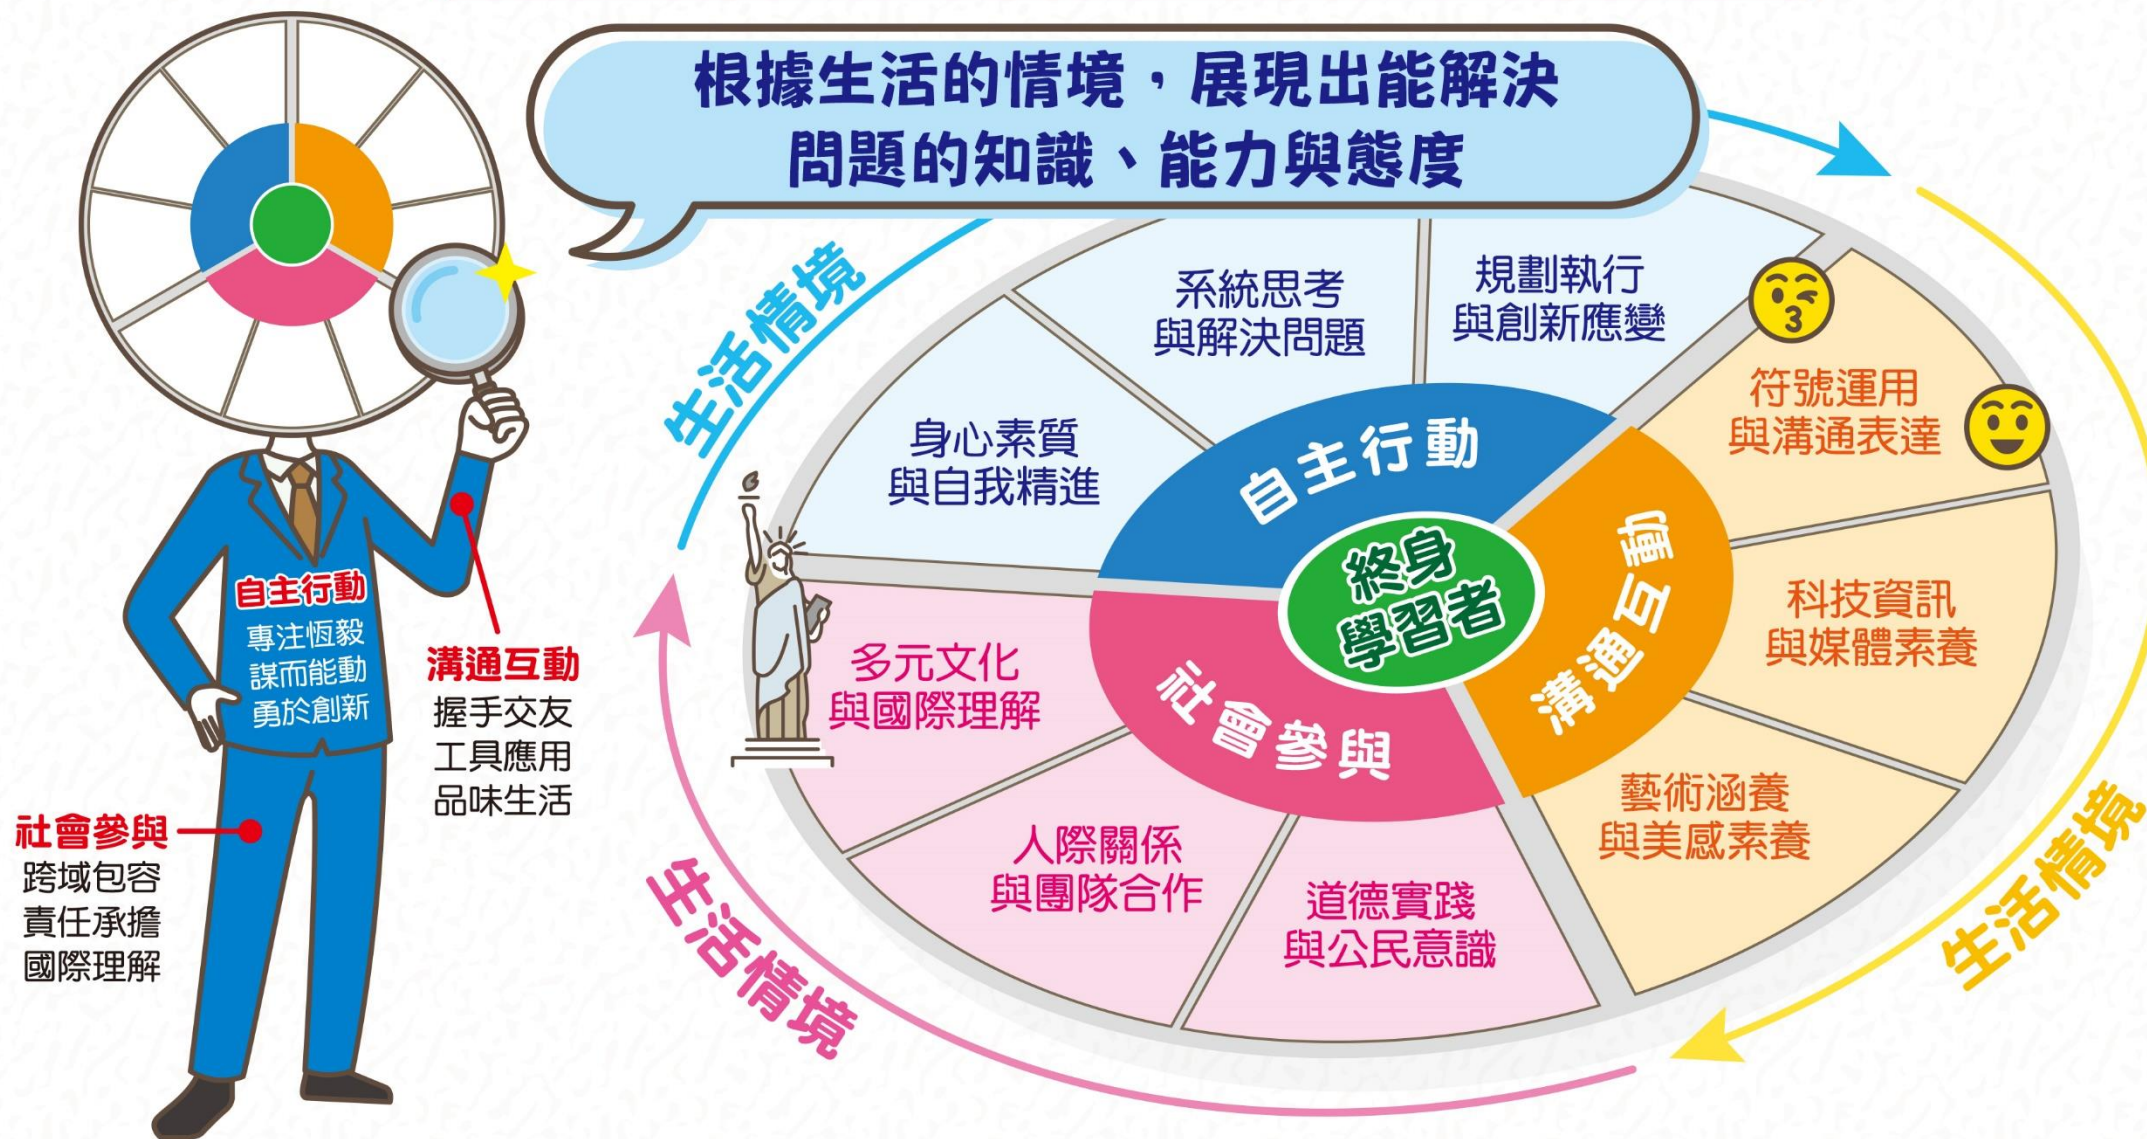 根據生活的情境，展現出能解決
問題的知識、能力與態度
自主行動
專注恆毅
謀而能動
勇於創新
溝通互動
握手交友
工具應用
品味生活
社會參與
跨域包容
責任承擔
國際理解
生活情境
系統思考
與解決問題
規劃執行
與創新應變
身心素質
與自我精進
自主行動
符號運用
與溝通表達
科技資訊
與媒體素養
藝術涵養
與美感素養
溝通互動
終身
學習者
社會參與
多元文化
與國際理解
人際關係
與團隊合作
道德實踐
與公民意識
生活情境
生活情境